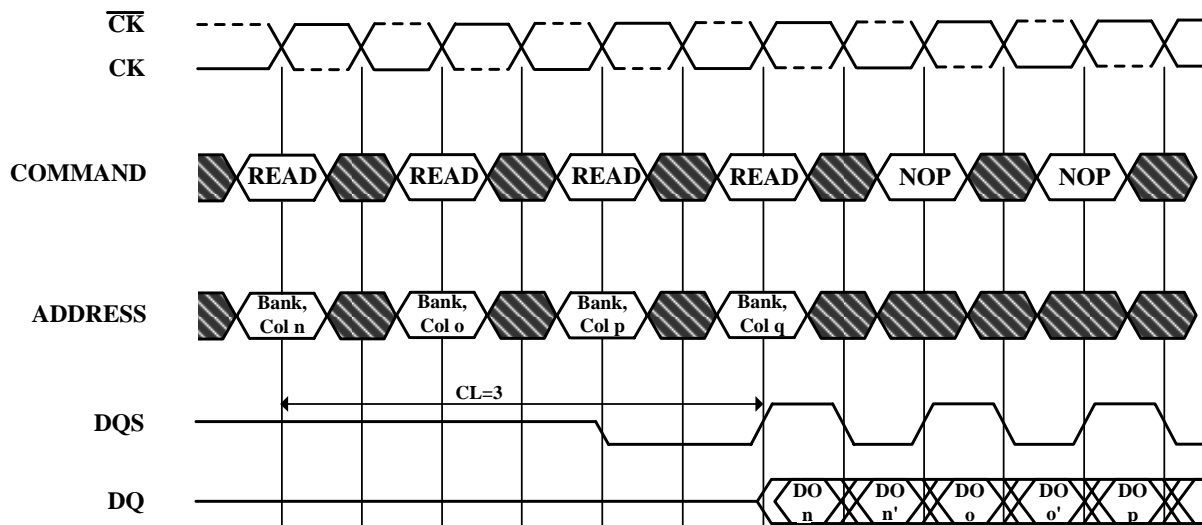 CK
CK
COMMAND READ READ READ READ NOP NOP
ADDRESS
Bank, Col n
Bank, Col o
Bank, Col p
Bank, Col q
CL=3
DQS
DQ
DO n
DO n'
DO o
DO o'
DO p